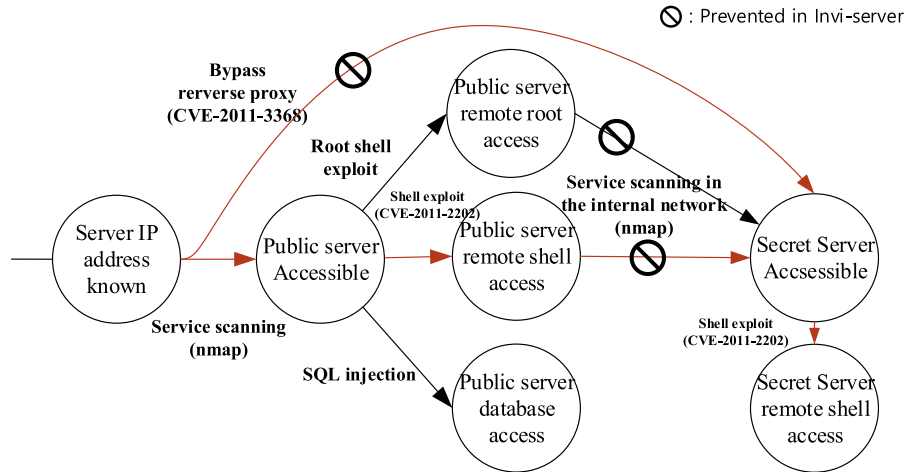 : Prevented in Invi-server
Bypass
rerverse proxy
(CVE-2011-3368)
Public server
remote root
access
Root shell
exploit
Shell exploit
(CVE-2011-2202)
Service scanning in
the internal network
(nmap)
Server IP
address
known
Public server
Accessible
Public server
remote shell
access
Secret Server
Accsessible
Service scanning
(nmap)
Shell exploit
(CVE-2011-2202)
SQL injection
Public server
database
access
Secret Server
remote shell
access